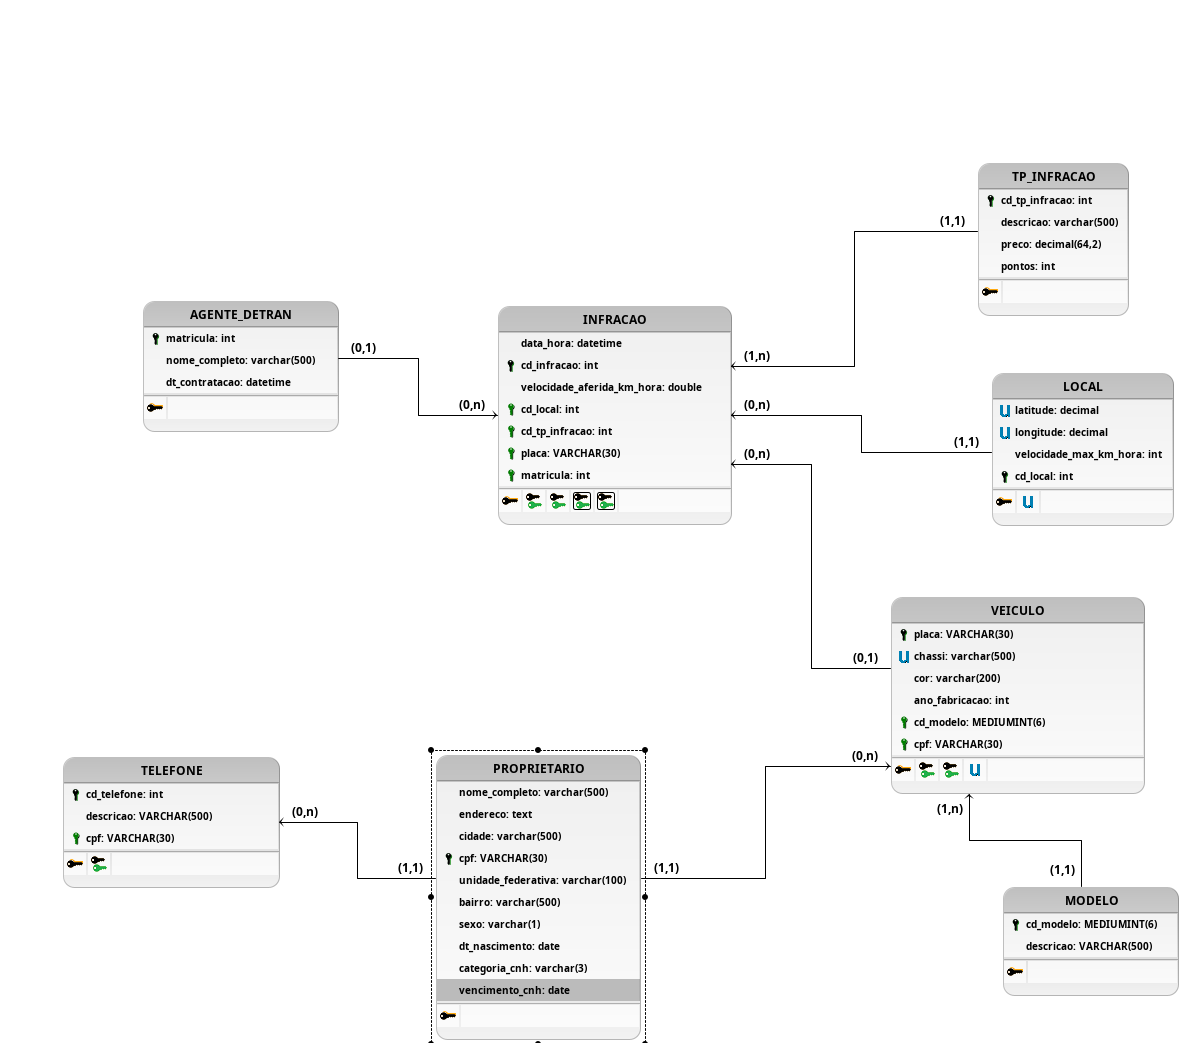 TP_INFRACAO
cd_tp_infracao: int
descricao: varchar(500)
preco: decimal(64,2)
pontos: int
(1,1)
AGENTE_DETRAN
matricula: int
nome_completo: varchar(500)
dt_contratacao: datetime
(0,1)
(0,n)
INFRACAO
data_hora: datetime
cd_infracao: int
velocidade_aferida_km_hora: double
cd_local: int
cd_tp_infracao: int
placa: VARCHAR(30)
matricula: int
(1,n)
(0,n)
(0,n)
LOCAL
u latitude: decimal
u longitude: decimal
velocidade_max_km_hora: int
cd_local: int
u
(1,1)
VEICULO
placa: VARCHAR(30)
u chassi: varchar(500)
cor: varchar(200)
ano_fabricacao: int
cd_modelo: MEDIUMINT(6)
cpf: VARCHAR(30)
u
(0,1)
(0,n)
(1,n)
TELEFONE
cd_telefone: int
descricao: VARCHAR(500)
cpf: VARCHAR(30)
(0,n)
(1,1)
PROPRIETARIO
nome_completo: varchar(500)
endereco: text
cidade: varchar(500)
cpf: VARCHAR(30)
unidade_federativa: varchar(100)
bairro: varchar(500)
sexo: varchar(1)
dt_nascimento: date
categoria_cnh: varchar(3)
vencimento_cnh: date
(1,1)
(1,1)
MODELO
cd_modelo: MEDIUMINT(6)
descricao: VARCHAR(500)